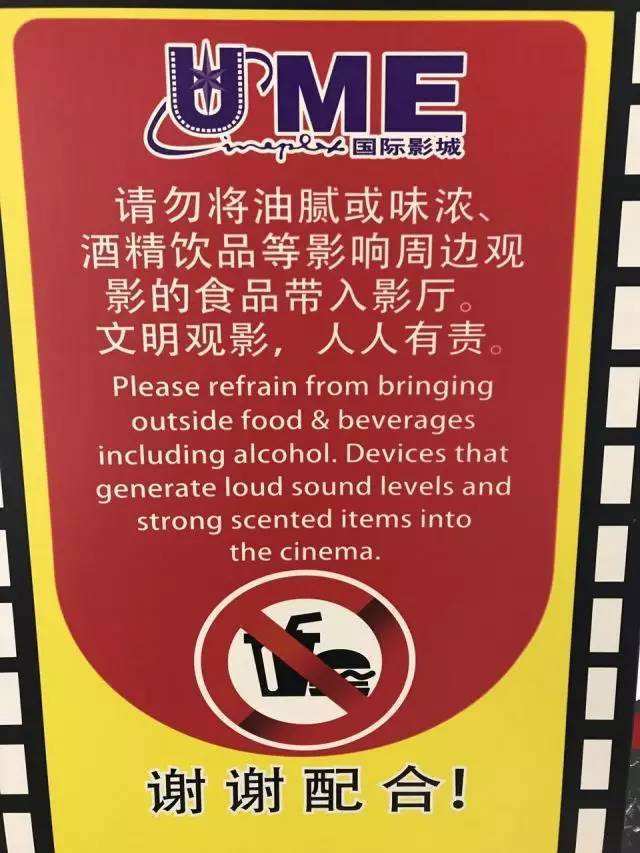 UME
Cineplex 国际影城
请勿将油腻或味浓、
酒精饮品等影响周边观
影的食品带入影厅。
文明观影，人人有责。
Please refrain from bringing
outside food & beverages
including alcohol. Devices that
generate loud sound levels and
strong scented items into
the cinema.
谢谢配合!